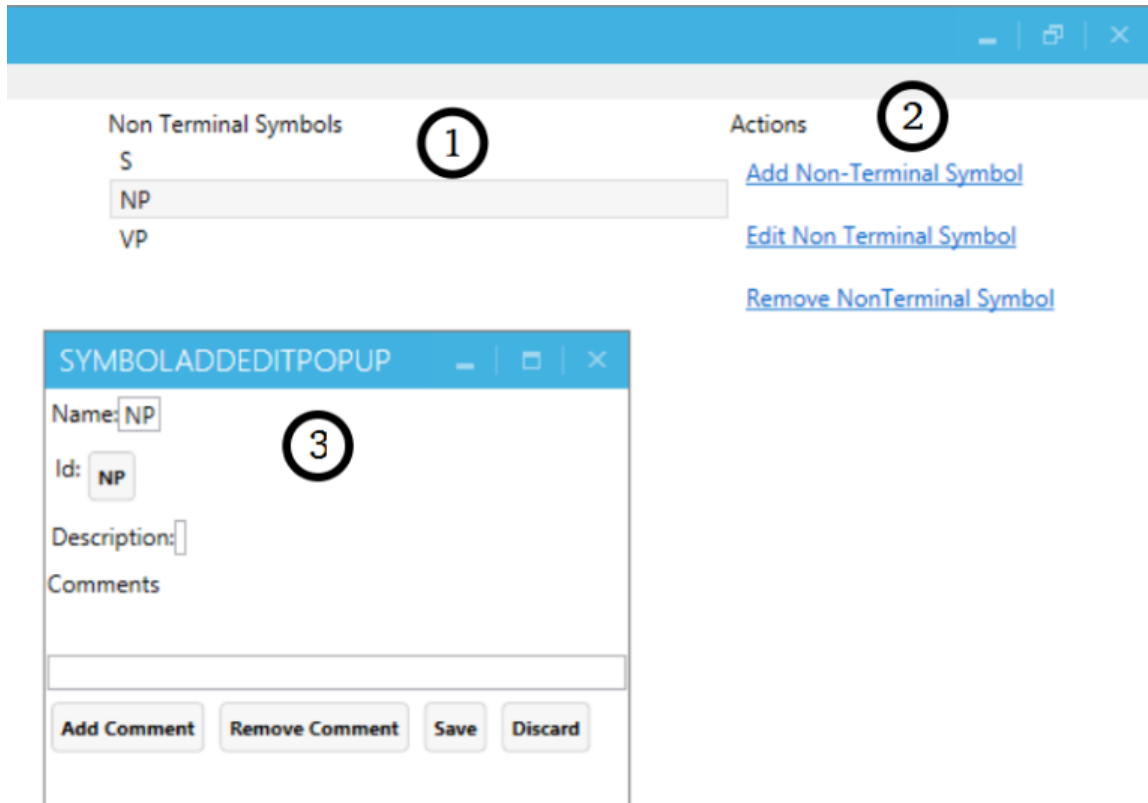 Non Terminal Symbols
1
Actions
2
S
NP
VP
Add Non-Terminal Symbol
Edit Non Terminal Symbol
Remove NonTerminal Symbol
SYMBOLADDEDITPOPUP
Name: NP
3
Id: NP
Description:
Comments
Add Comment Remove Comment Save Discard